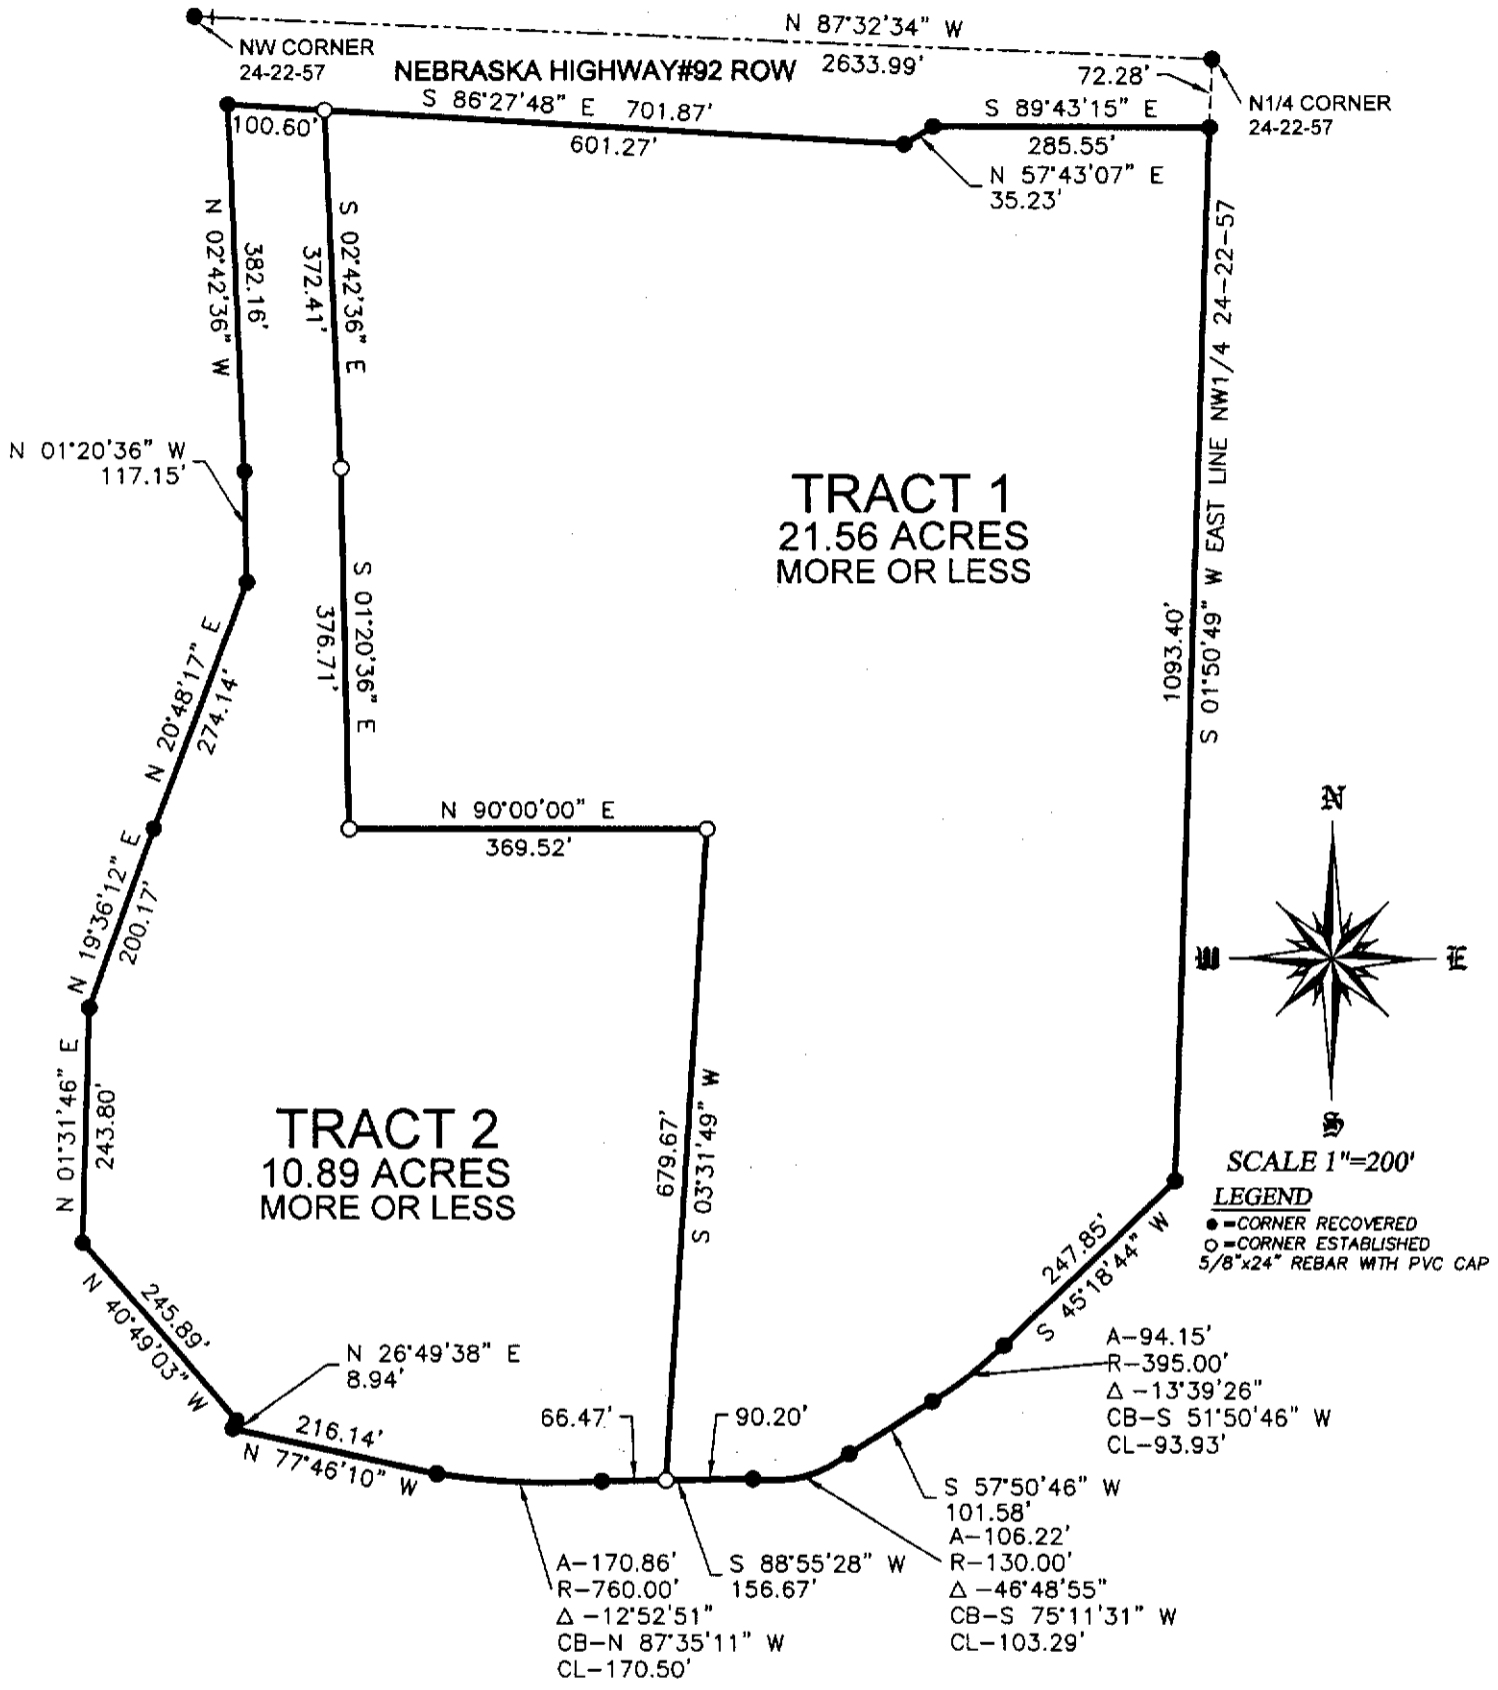 N 87°32'34" W
2633.99'
NW CORNER
24-22-57
NEBRASKA HIGHWAY#92 ROW
72.28'
N1/4 CORNER
24-22-57
S 86°27'48" E 701.87'
100.60'
601.27'
S 89°43'15" E
285.55'
N 57°43'07" E
35.23'
N 02°42'36" W
382.16'
S 02°42'36" E
372.41'
S 01°50'49" W EAST LINE NW1/4 24-22-57
1093.40'
N 01°20'36" W
117.15'
TRACT 1
21.56 ACRES
MORE OR LESS
S 01°20'36" E
376.71'
N 20°48'17" E
274.14'
N 90°00'00" E
369.52'
N 19°36'12" E
200.17'
N
W
E
S
N 01°31'46" E
243.80'
TRACT 2
10.89 ACRES
MORE OR LESS
679.67'
S 03°31'49" W
SCALE 1"=200'
LEGEND
=CORNER RECOVERED
=CORNER ESTABLISHED
5/8"x24" REBAR WITH PVC CAP
247.85'
S 45°18'44" W
245.89'
N 40°49'03" W
N 26°49'38" E
8.94'
A-94.15'
R-395.00'
Δ -13°39'26"
CB-S 51°50'46" W
CL-93.93'
216.14'
N 77°46'10" W
66.47'
90.20'
S 57°50'46" W
101.58'
A-106.22'
R-130.00'
Δ -46°48'55"
CB-S 75°11'31" W
CL-103.29'
S 88°55'28" W
156.67'
A-170.86'
R-760.00'
Δ -12°52'51"
CB-N 87°35'11" W
CL-170.50'